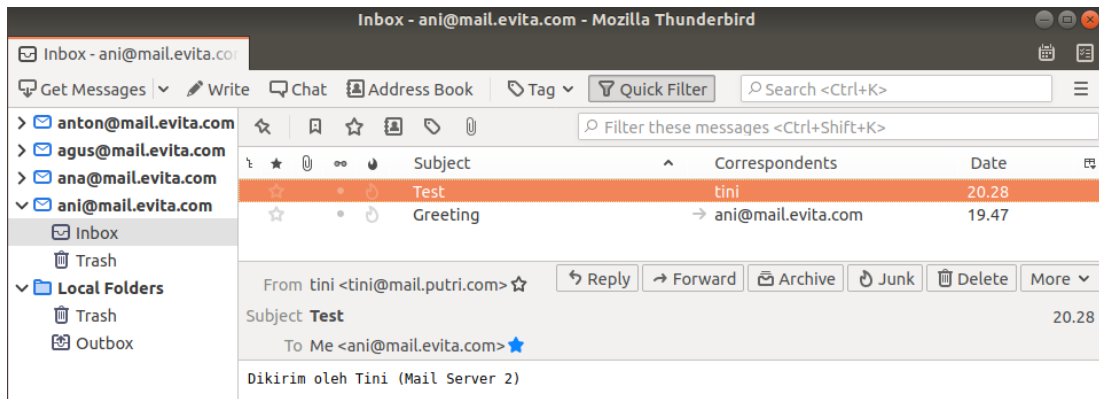 Inbox - ani@mail.evita.com - Mozilla Thunderbird
Inbox - ani@mail.evita.cor
Get Messages Write Chat Address Book Tag Quick Filter Search <Ctrl+K>
anton@mail.evita.com
agus@mail.evita.com
ana@mail.evita.com
ani@mail.evita.com
Inbox
Trash
Local Folders
Trash
Outbox
Filter these messages <Ctrl+Shift+K>
Subject Correspondents Date
Test tini 20.28
Greeting ani@mail.evita.com 19.47
From tini <tini@mail.putri.com> Reply Forward Archive Junk Delete More
Subject Test 20.28
To Me <ani@mail.evita.com>
Dikirim oleh Tini (Mail Server 2)